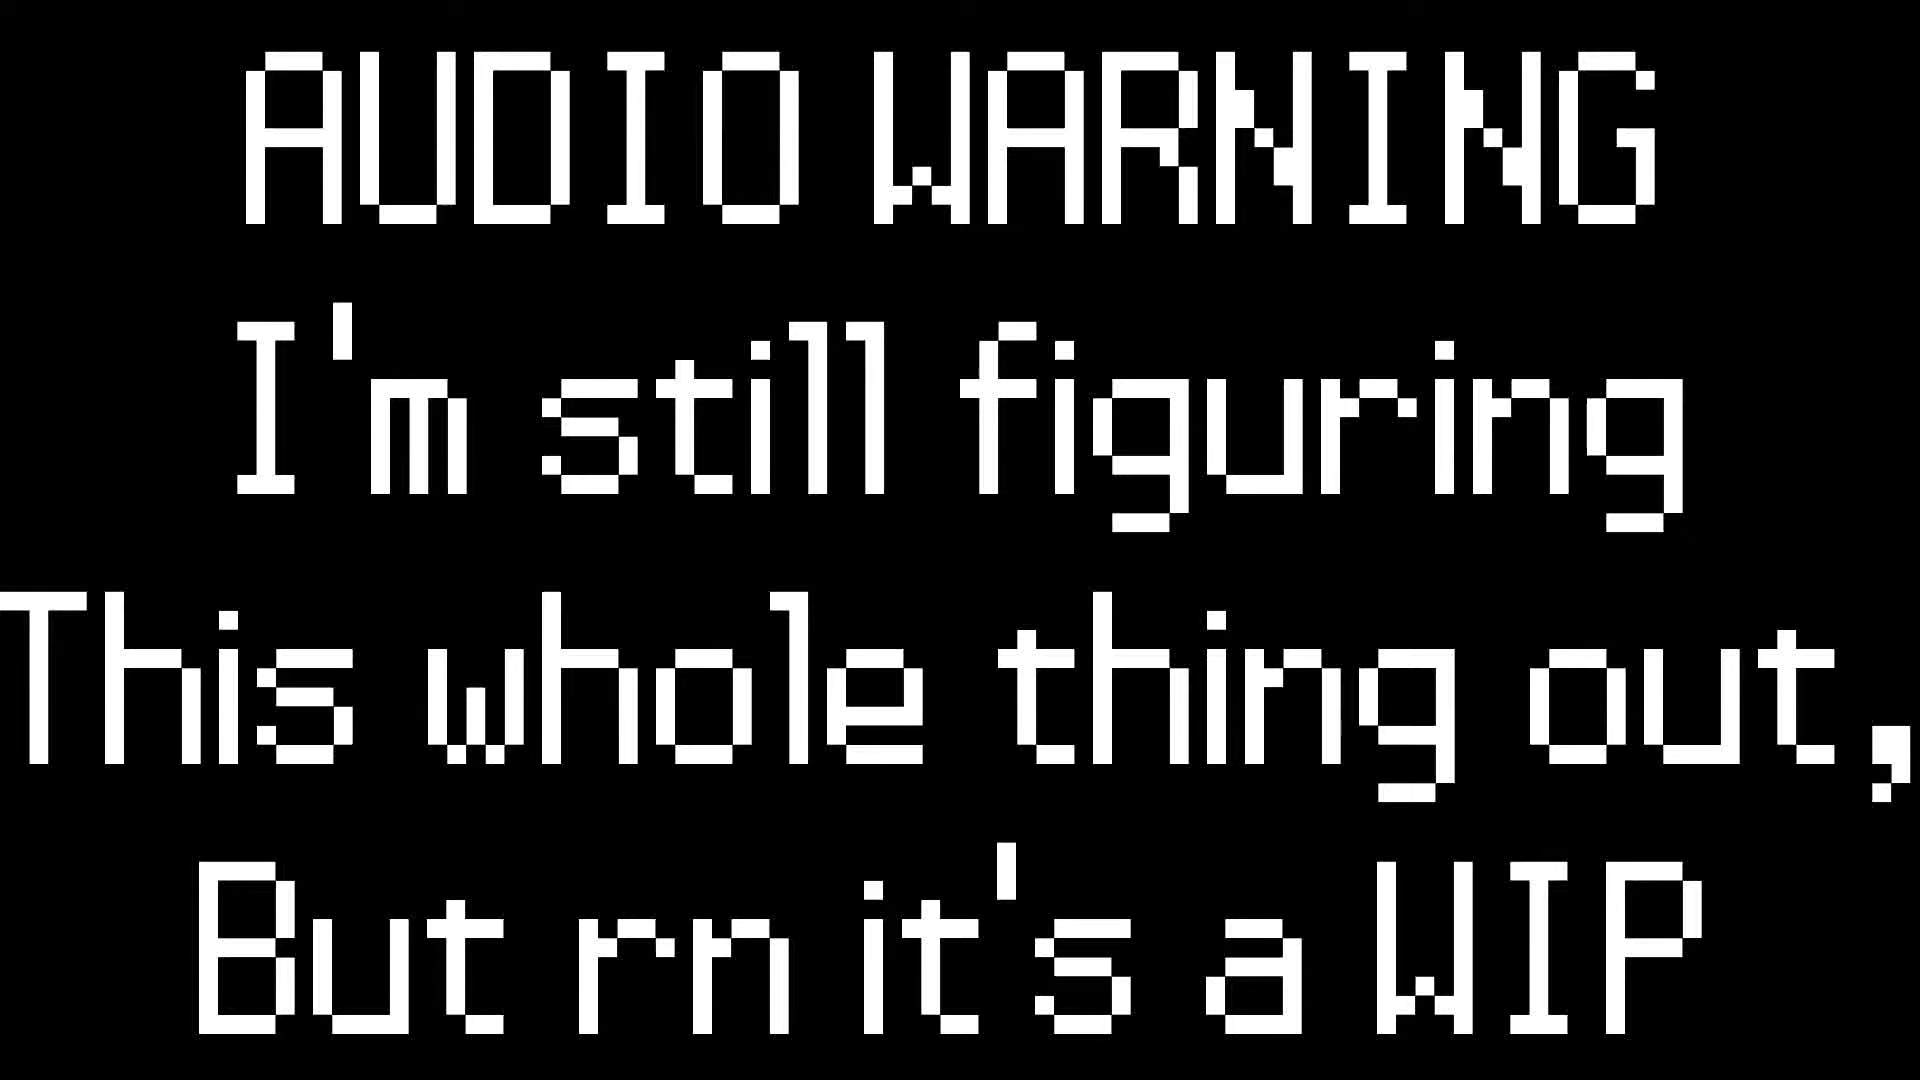 AUDIO WARNING
I'm still figuring
This whole thing out,
But rn it's a WIP